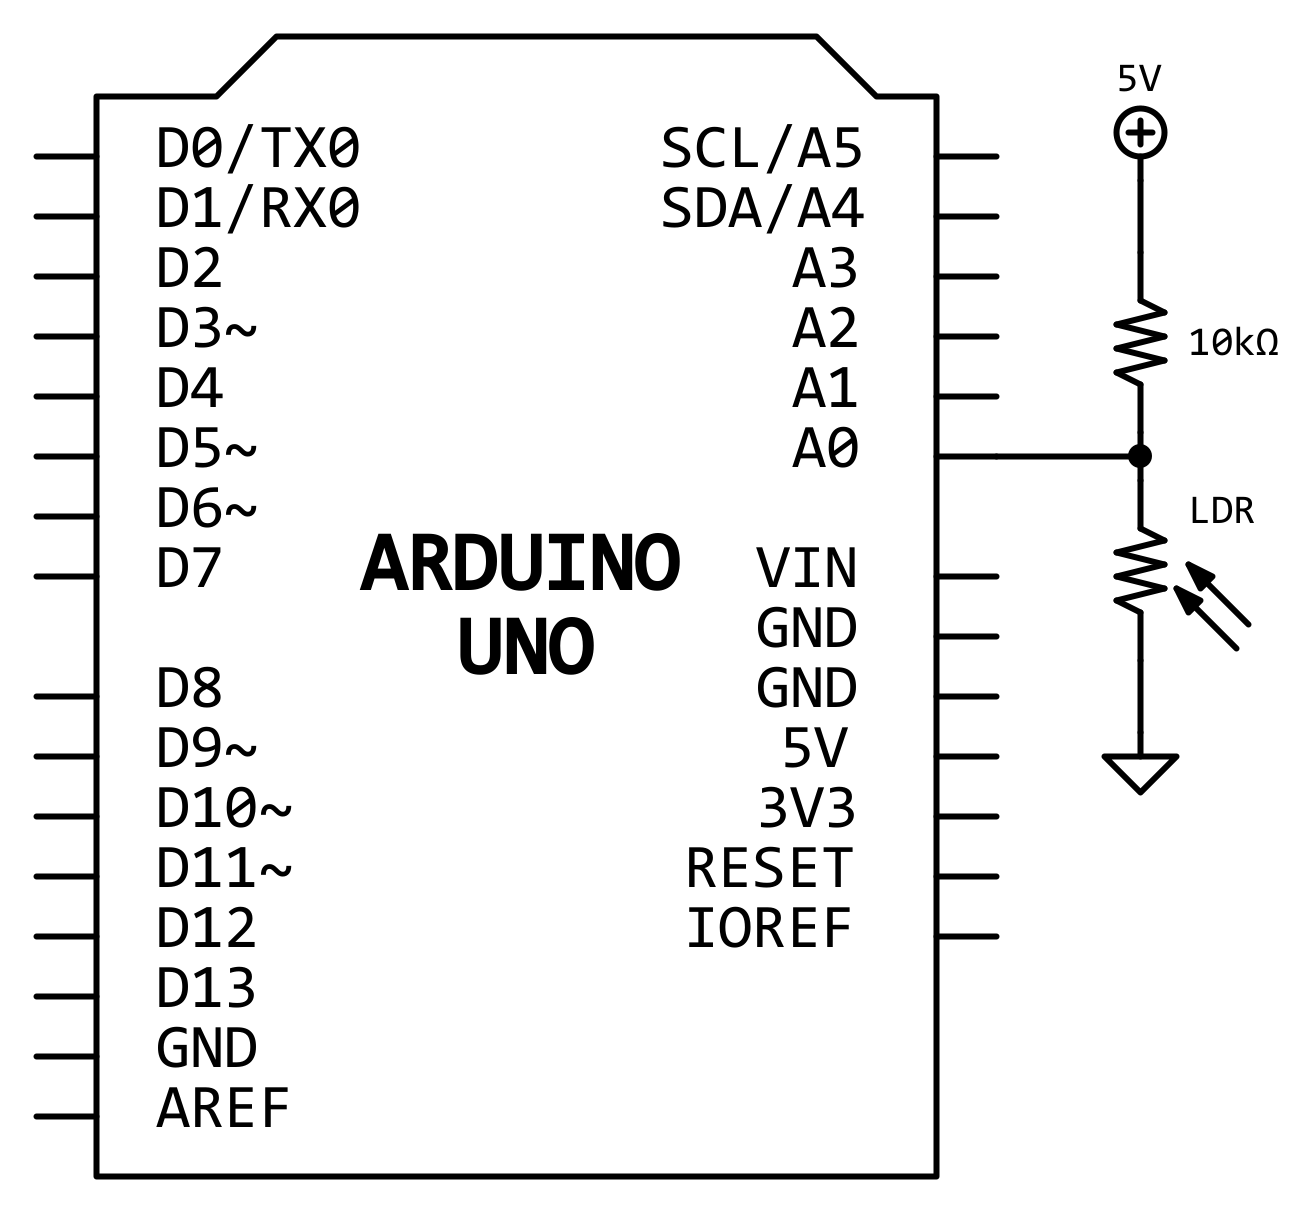 D0/TX0
D1/RX0
D2
D3~
D4
D5~
D6~
D7
D8
D9~
D10~
D11~
D12
D13
GND
AREF
ARDUINO
UNO
SCL/A5
SDA/A4
A3
A2
A1
A0
VIN
GND
GND
5V
3V3
RESET
IOREF
5V
10kΩ
LDR